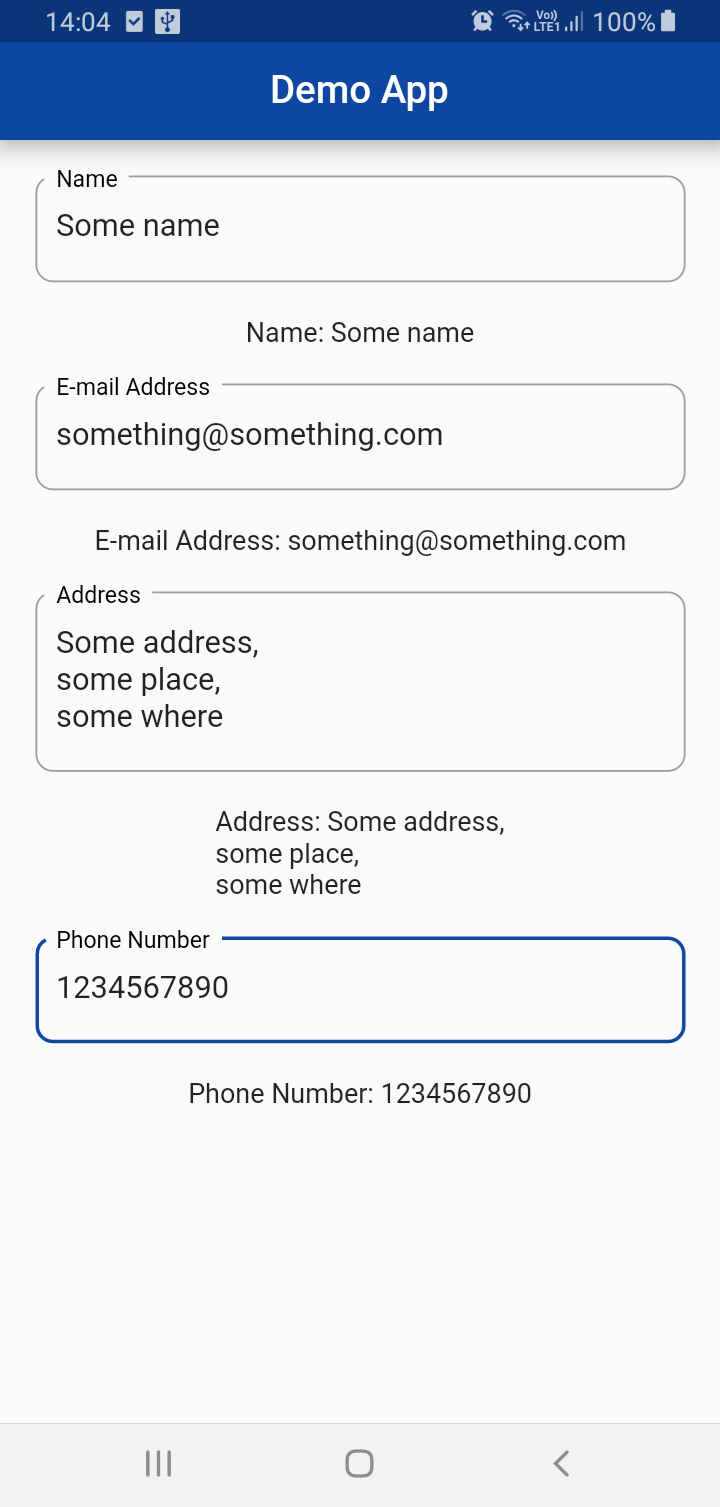 14:04 Vo) LTE1 100%
Demo App
Name
Some name
Name: Some name
E-mail Address
something@something.com
E-mail Address: something@something.com
Address
Some address,
some place,
some where
Address: Some address,
some place,
some where
Phone Number
1234567890
Phone Number: 1234567890